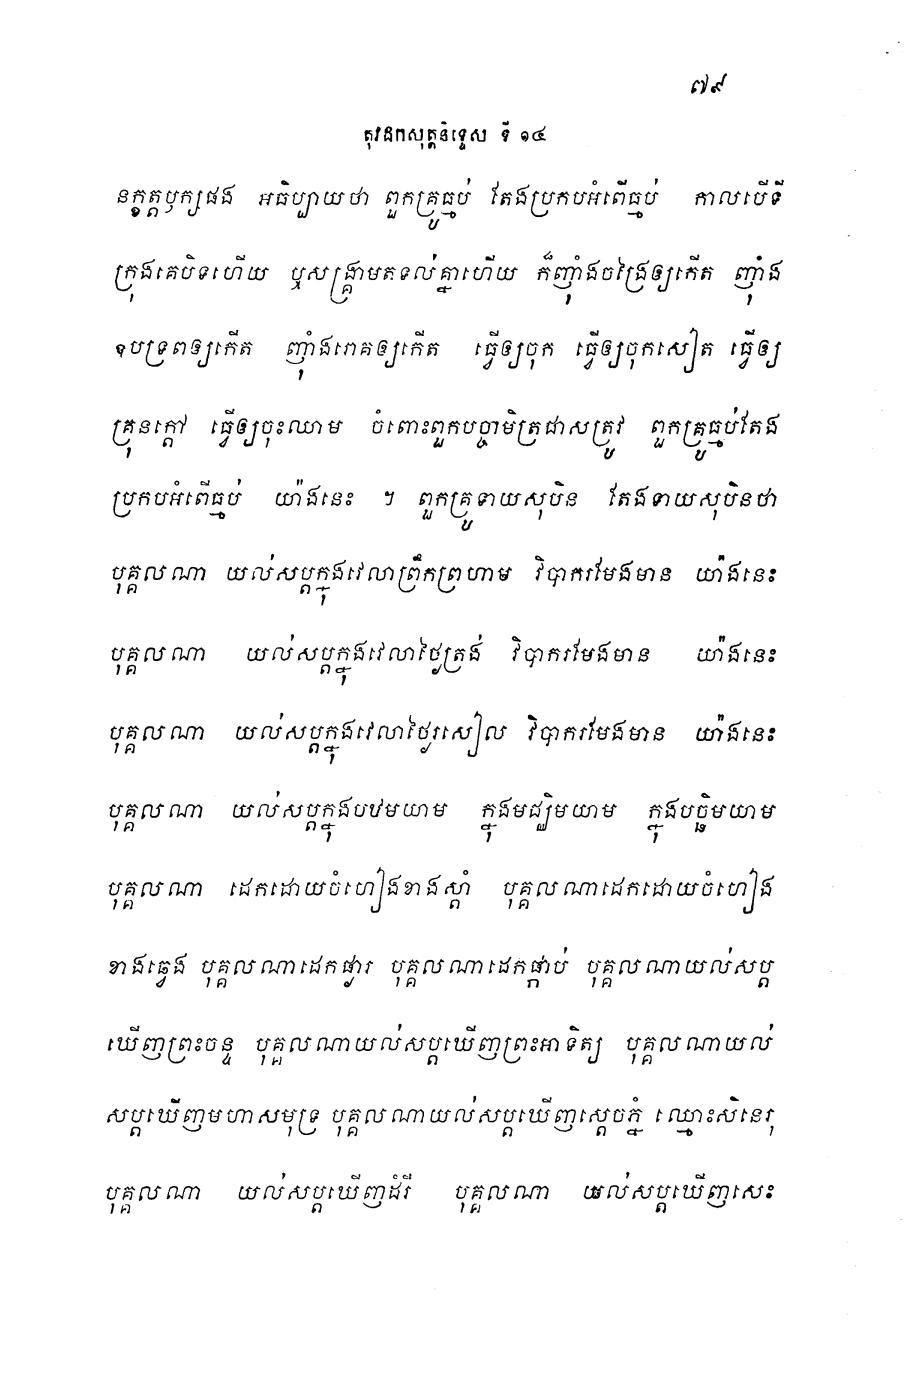 ៧៩
តុវដកសុត្តនិទ្ទេស ទី ១៤
នក្ខត្តឫក្សផង អធិប្បាយថា ពួកគ្រូធ្មប់ តែងប្រកបអំពើធ្មប់ កាលបើទី
ក្រុងគេបិទហើយ ឬសង្គ្រាមតទល់គ្នាហើយ ក៏ញ៉ាំងចង្រៃឲ្យកើត ញ៉ាំង
ឧបទ្រពឲ្យកើត ញ៉ាំងរោគឲ្យកើត ធ្វើឲ្យចុក ធ្វើឲ្យចុកសៀត ធ្វើឲ្យ
គ្រុនក្តៅ ធ្វើឲ្យចុះឈាម ចំពោះពួកបច្ចាមិត្រជាសត្រូវ ពួកគ្រូធ្មប់តែង
ប្រកបអំពើធ្មប់ យ៉ាងនេះ ។ ពួកគ្រូទាយសុបិន តែងទាយសុបិនថា
បុគ្គលណា យល់សប្តក្នុងវេលាព្រឹកព្រហាម វិបាករមែងមាន យ៉ាងនេះ
បុគ្គលណា យល់សប្តក្នុងវេលាថ្ងៃត្រង់ វិបាករមែងមាន យ៉ាងនេះ
បុគ្គលណា យល់សប្តក្នុងវេលាថ្ងៃរសៀល វិបាករមែងមាន យ៉ាងនេះ
បុគ្គលណា យល់សប្តក្នុងបឋមយាម ក្នុងមជ្ឈិមយាម ក្នុងបច្ឆិមយាម
បុគ្គលណា ដេកដោយចំហៀងខាងស្តាំ បុគ្គលណាដេកដោយចំហៀង
ខាងឆ្វេង បុគ្គលណាដេកផ្ងារ បុគ្គលណាដេកផ្កាប់ បុគ្គលណាយល់សប្ត
ឃើញព្រះចន្ទ បុគ្គលណាយល់សប្តឃើញព្រះអាទិត្យ បុគ្គលណាយល់
សប្តឃើញមហាសមុទ្រ បុគ្គលណាយល់សប្តឃើញស្តេចភ្នំ ឈ្មោះសិនេរុ
បុគ្គលណា យល់សប្តឃើញដំរី បុគ្គលណា យល់សប្តឃើញសេះ